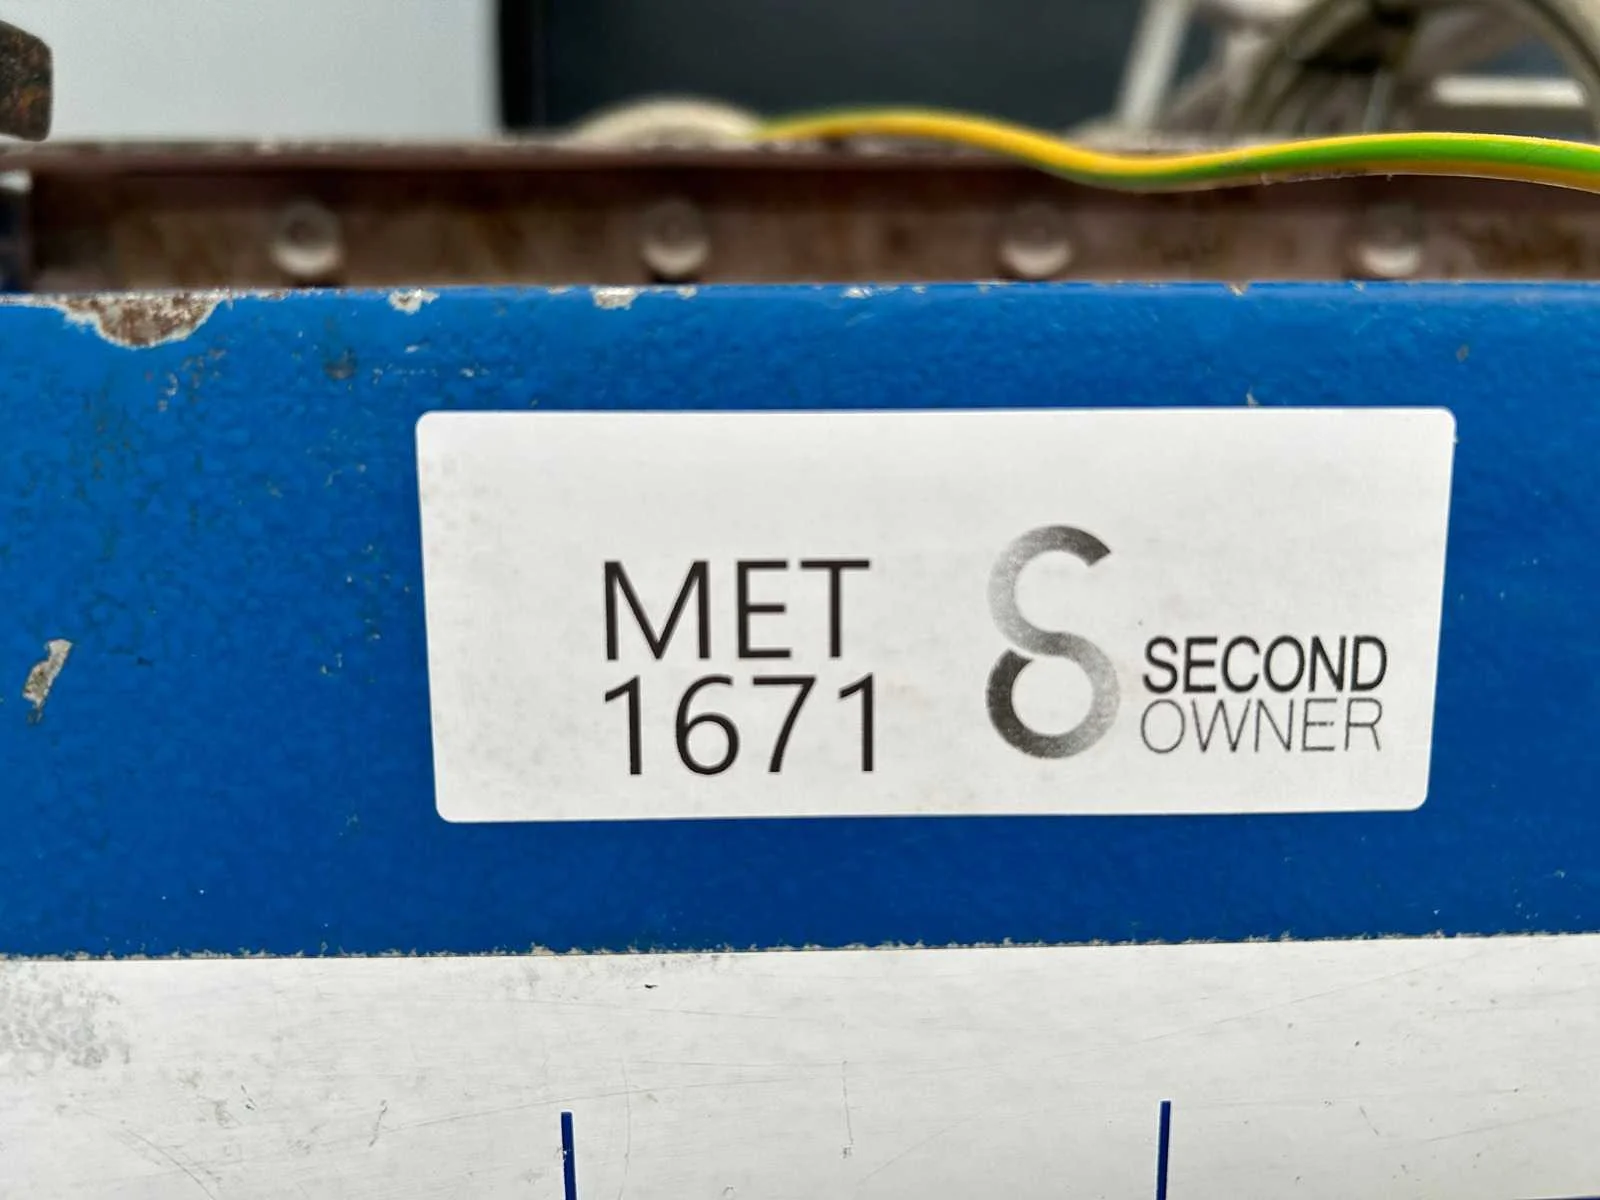 MET
1671
SECOND
OWNER